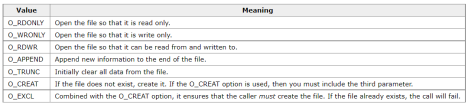 Value Meaning
O_RDONLY Open the file so that it is read only.
O_WRONLY Open the file so that it is write only.
O_RDWR Open the file so that it can be read from and written to.
O_APPEND Append new information to the end of the file.
O_TRUNC Initially clear all data from the file.
O_CREAT If the file does not exist, create it. If the O_CREAT option is used, then you must include the third parameter.
O_EXCL Combined with the O_CREAT option, it ensures that the caller must create the file. If the file already exists, the call will fail.